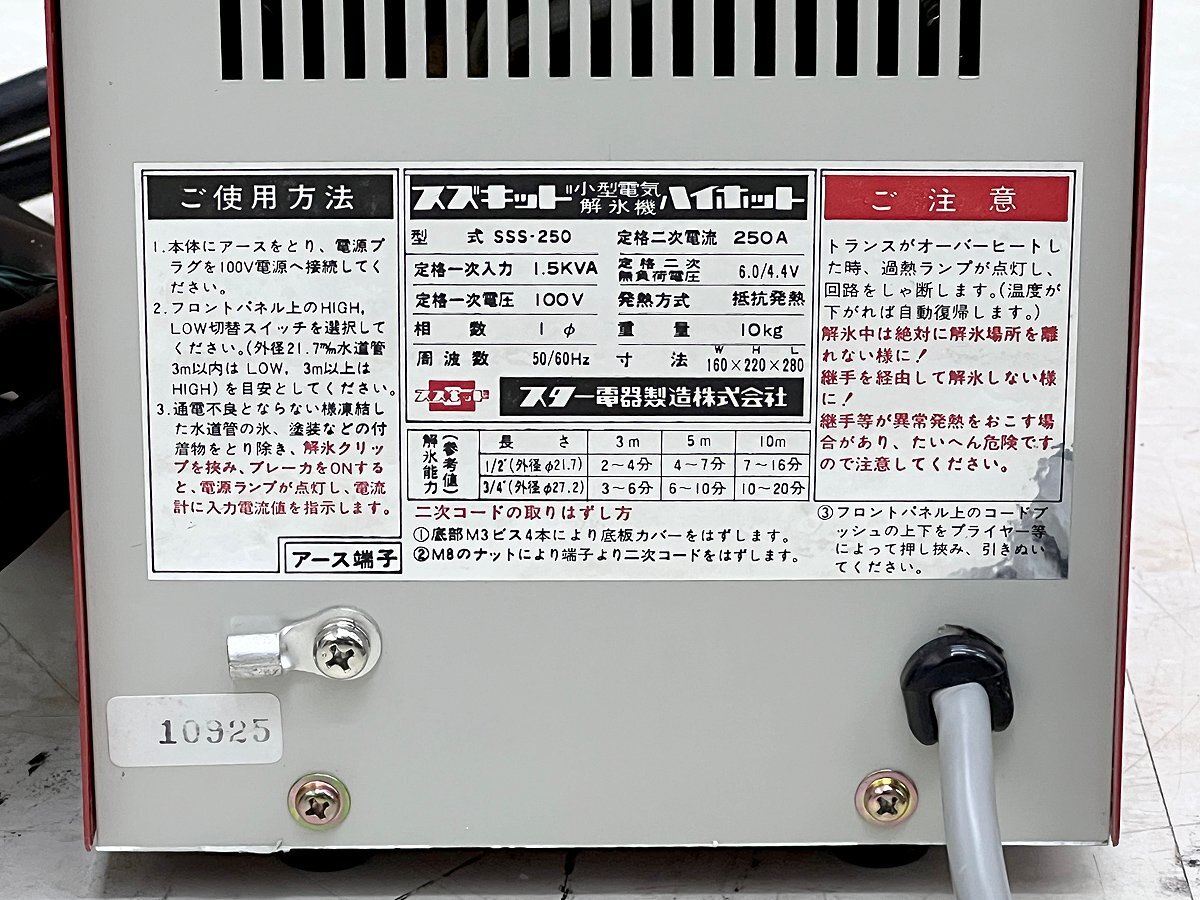 ご使用方法
1.本体にアースをとり、電源プ
ラグを100V電源へ接続してく
ださい。
2.フロントパネル上のHIGH,
LOW切替スイッチを選択して
ください。(外径21.7㎜水道管
3m以内は LOW, 3m以上は
HIGH)を目安としてください。
3.通電不良とならない様凍結し
た水道管の氷、塗装などの付
着物をとり除き、解氷クリッ
プを挾み、ブレーカをONする
と、電源ランプが点灯し、電流
計に入力電流値を指示します。
アース端子
スズキッド 小型電気解氷機 ハイホット
型式 SSS-250 定格二次電流 250A
定格一次入力 1.5KVA 定格二次無負荷電圧 6.0/4.4V
定格一次電圧 100V 発熱方式 抵抗発熱
相数 1φ 重量 10kg
周波数 50/60Hz 寸法 W160×H220×L280
スズキッド スター電器製造株式会社
解氷能力(参考値) 長さ 3m 5m 10m
1/2"(外径φ21.7) 2~4分 4~7分 7~16分
3/4"(外径φ27.2) 3~6分 6~10分 10~20分
二次コードの取りはずし方
①底部M3ビス4本により底板カバーをはずします。
②M8のナットにより端子より二次コードをはずします。
ご注意
トランスがオーバーヒートし
た時、過熱ランプが点灯し、
回路をしゃ断します。(温度が
下がれば自動復帰します。)
解氷中は絶対に解氷場所を離
れない様に!
継手を経由して解氷しない様
に!
継手等が異常発熱をおこす場
合があり、たいへん危険です
ので注意してください。
③フロントパネル上のコードブ
ッシュの上下をプライヤー等
によって押し挾み、引きぬい
てください。
10925